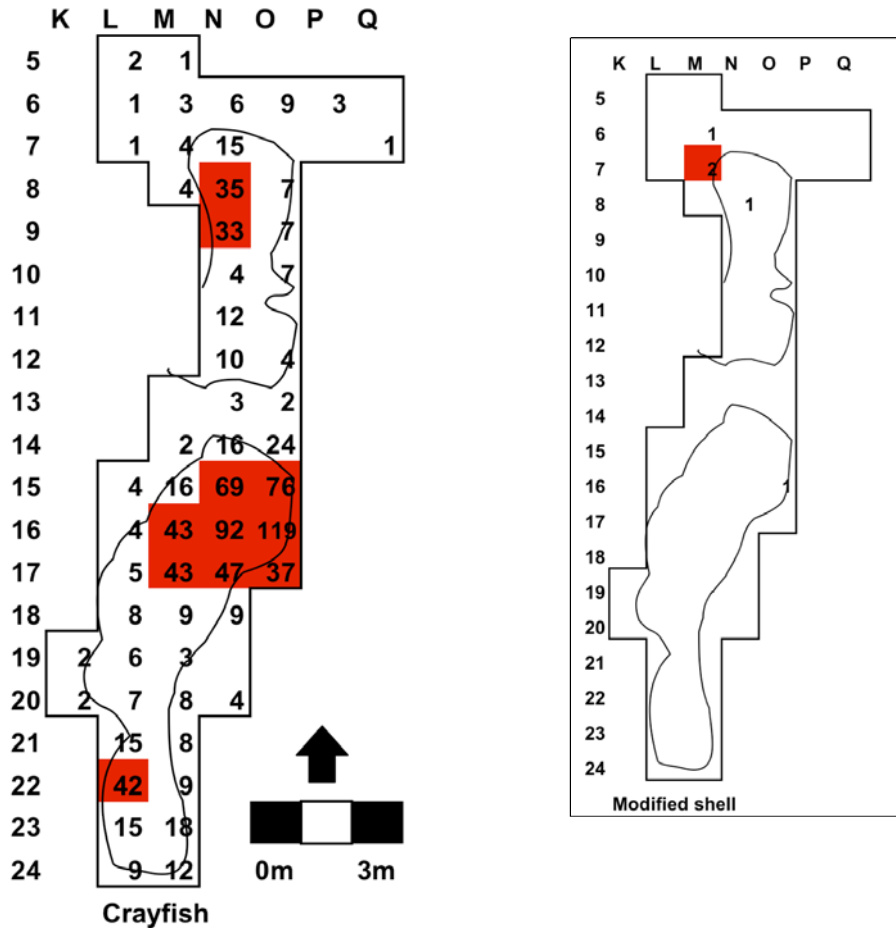 K L M N O P Q
5 2 1
6 1 3 6 9 3
7 1 4 15 1
8 4 35 7
9 33 7
10 4 7
11 12
12 10 4
13 3 2
14 2 16 24
15 4 16 69 76
16 4 43 92 119
17 5 43 47 37
18 8 9 9
19 2 6 3
20 2 7 8 4
21 15 8
22 42 9
23 15 18
24 9 12
0m 3m
Crayfish
K L M N O P Q
5
6 1
7 2
8 1
9
10
11
12
13
14
15
16 1
17
18
19
20
21
22
23
24
Modified shell